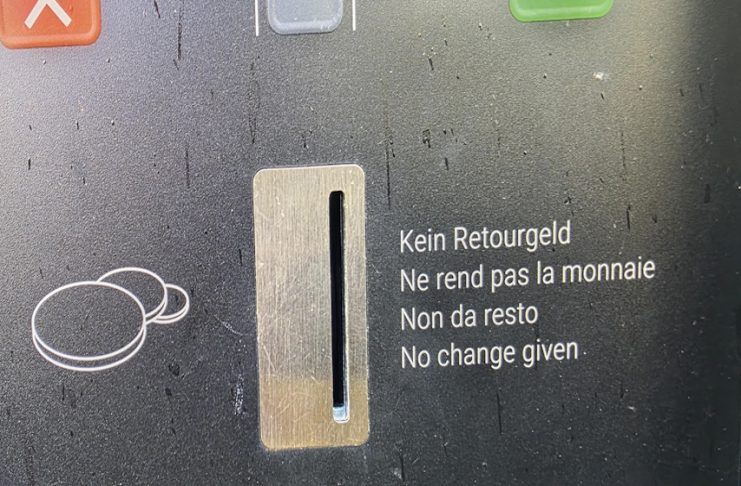 Kein Retourgeld
Ne rend pas la monnaie
Non da resto
No change given